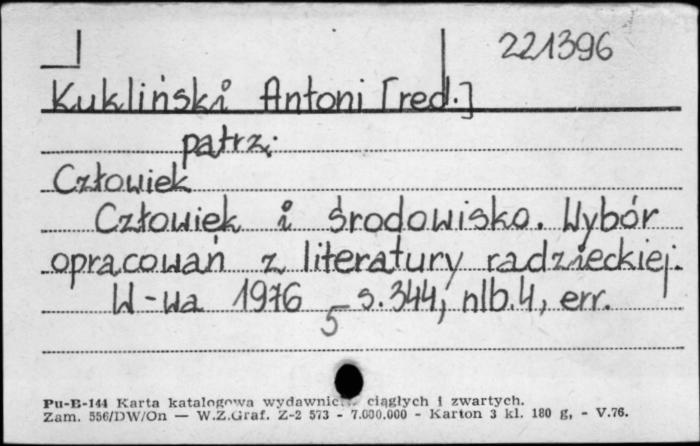 221396
Kukliński Antoni [red.]
patrz:
Człowiek
Człowiek i środowisko. Wybór
opracowań z literatury radzieckiej.
W-wa 1976 s. 344, nlb. 4, err.
5
Pu-B-144 Karta katalogowa wydawnictw ciągłych i zwartych.
Zam. 556/DW/On — W.Z.Graf. Z-2 573 - 7.000.000 - Karton 3 kl. 180 g, - V.76.